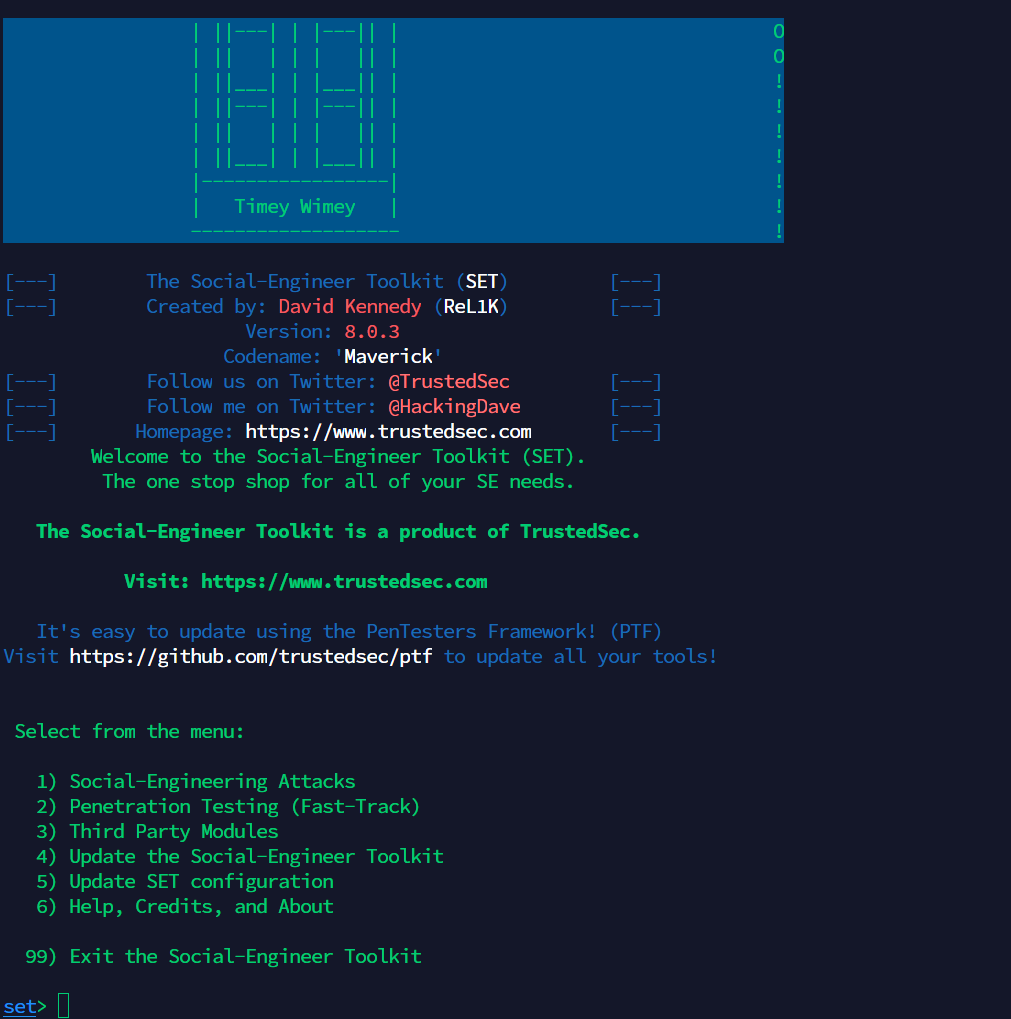 | ||---| | |---|| | O
| || | | | || | O
| ||___| | |___|| | !
| ||---| | |---|| | !
| || | | | || | !
| ||___| | |___|| | !
|-----------------| !
| Timey Wimey | !
------------------- !
[---] The Social-Engineer Toolkit (SET) [---]
[---] Created by: David Kennedy (ReL1K) [---]
Version: 8.0.3
Codename: 'Maverick'
[---] Follow us on Twitter: @TrustedSec [---]
[---] Follow me on Twitter: @HackingDave [---]
[---] Homepage: https://www.trustedsec.com [---]
Welcome to the Social-Engineer Toolkit (SET).
The one stop shop for all of your SE needs.
The Social-Engineer Toolkit is a product of TrustedSec.
Visit: https://www.trustedsec.com
It's easy to update using the PenTesters Framework! (PTF)
Visit https://github.com/trustedsec/ptf to update all your tools!
Select from the menu:
1) Social-Engineering Attacks
2) Penetration Testing (Fast-Track)
3) Third Party Modules
4) Update the Social-Engineer Toolkit
5) Update SET configuration
6) Help, Credits, and About
99) Exit the Social-Engineer Toolkit
set>